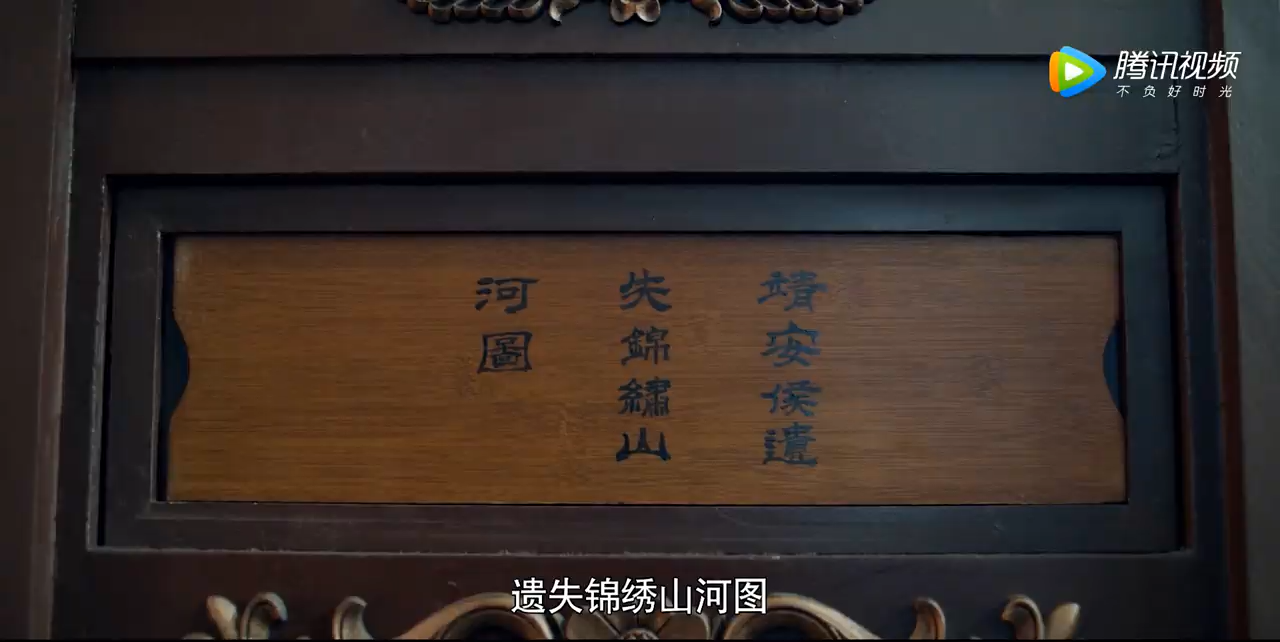 腾讯视频
不负好时光
靖安侯遺
失錦繡山
河圖
遗失锦绣山河图